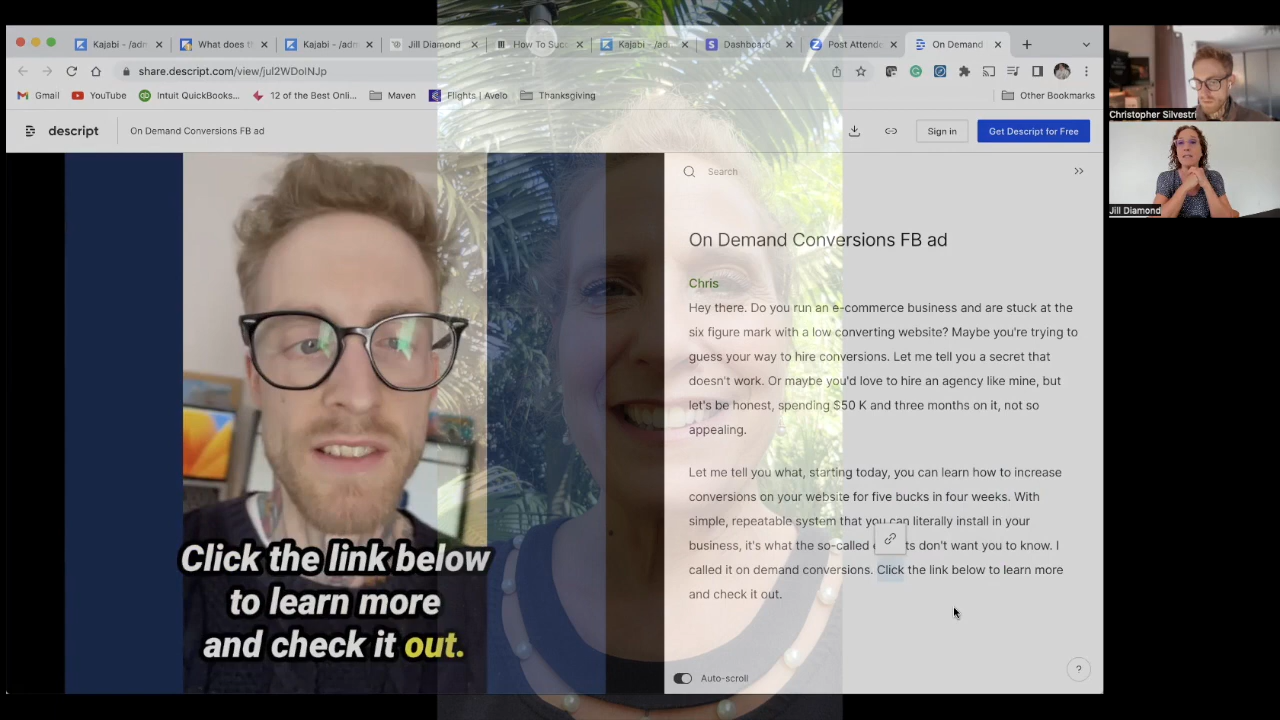 Kajabi - /adn
What does t
Kajabi - /adn
Jill Diamond
How To Suc
Kajabi - /adn
Dashboard
Post Attende
On Demand
share.descript.com/view/jul2WDolNJp
Gmail
YouTube
Intuit QuickBooks...
12 of the Best Onli...
Maven
Flights | Avelo
Thanksgiving
Other Bookmarks
descript
On Demand Conversions FB ad
Sign in
Get Descript for Free
Christopher Silvestri
Jill Diamond
Search
On Demand Conversions FB ad
Chris
Hey there. Do you run an e-commerce business and are stuck at the
six figure mark with a low converting website? Maybe you're trying to
guess your way to hire conversions. Let me tell you a secret that
doesn't work. Or maybe you'd love to hire an agency like mine, but
let's be honest, spending $50 K and three months on it, not so
appealing.
Let me tell you what, starting today, you can learn how to increase
conversions on your website for five bucks in four weeks. With
simple, repeatable system that you can literally install in your
business, it's what the so-called ts don't want you to know. I
called it on demand conversions. Click the link below to learn more
and check it out.
Auto-scroll
?
Click the link below
to learn more
and check it out.